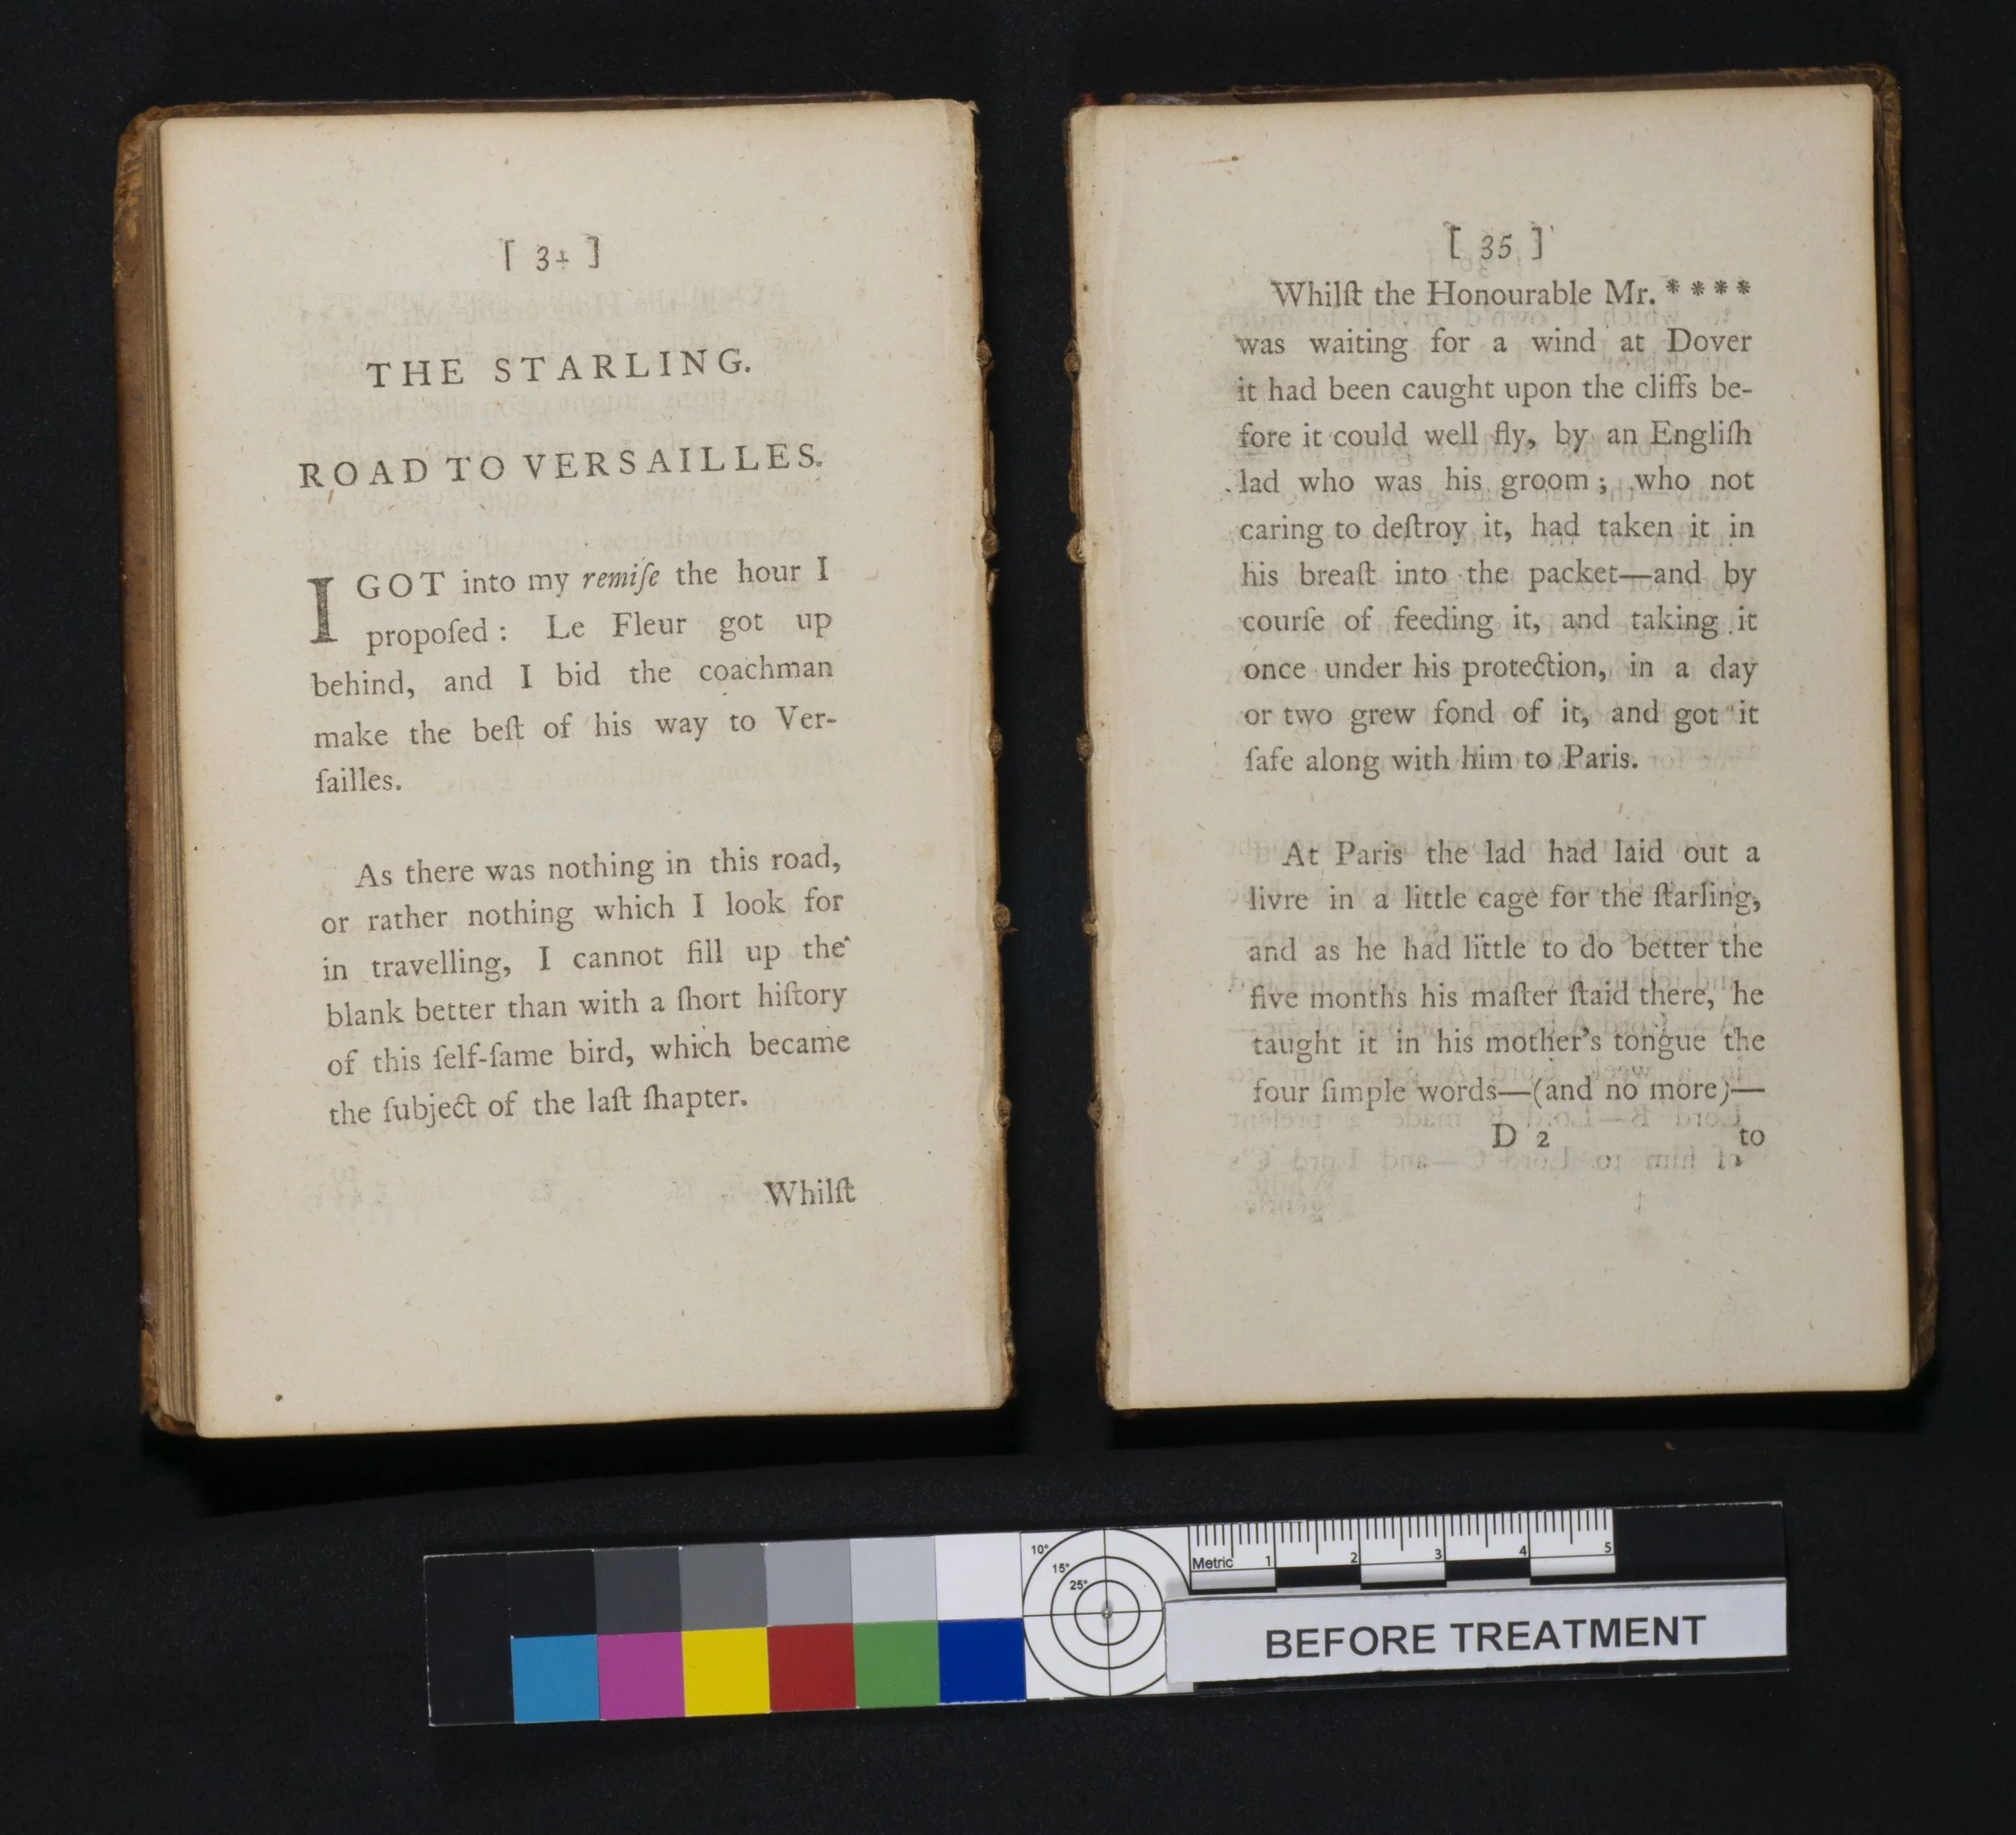 [ 34 ]
THE STARLING.
ROAD TO VERSAILLES.
I GOT into my remiſe the hour I
propoſed : Le Fleur got up
behind, and I bid the coachman
make the beſt of his way to Ver-
ſailles.
As there was nothing in this road,
or rather nothing which I look for
in travelling, I cannot fill up the
blank better than with a ſhort hiſtory
of this ſelf-ſame bird, which became
the ſubject of the laſt ſhapter.
Whilſt
[ 35 ]
Whilſt the Honourable Mr. * * * *
was waiting for a wind at Dover
it had been caught upon the cliffs be-
fore it could well fly, by an Engliſh
lad who was his groom ; who not
caring to deſtroy it, had taken it in
his breaſt into the packet—and by
courſe of feeding it, and taking it
once under his protection, in a day
or two grew fond of it, and got it
ſafe along with him to Paris.
At Paris the lad had laid out a
livre in a little cage for the ſtarling,
and as he had little to do better the
five months his maſter ſtaid there, he
taught it in his mother's tongue the
four ſimple words—(and no more)—
D 2 to
10° 15° 25°
Metric 1 2 3 4 5
BEFORE TREATMENT